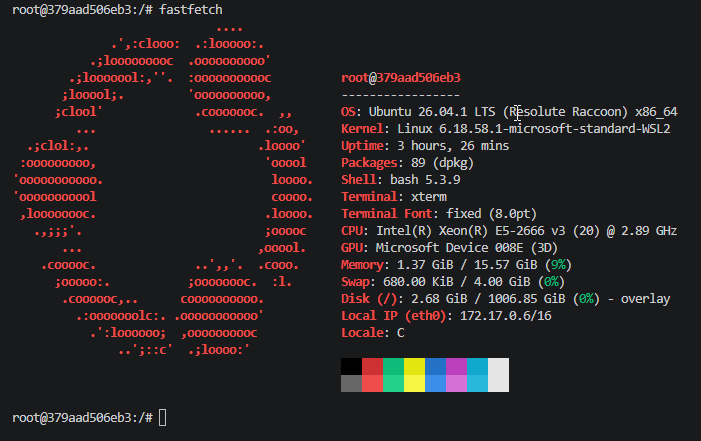 root@379aad506eb3:/# fastfetch
root@379aad506eb3
-----------------
OS: Ubuntu 26.04.1 LTS (Resolute Raccoon) x86_64
Kernel: Linux 6.18.58.1-microsoft-standard-WSL2
Uptime: 3 hours, 26 mins
Packages: 89 (dpkg)
Shell: bash 5.3.9
Terminal: xterm
Terminal Font: fixed (8.0pt)
CPU: Intel(R) Xeon(R) E5-2666 v3 (20) @ 2.89 GHz
GPU: Microsoft Device 008E (3D)
Memory: 1.37 GiB / 15.57 GiB (9%)
Swap: 680.00 KiB / 4.00 GiB (0%)
Disk (/): 2.68 GiB / 1006.85 GiB (0%) - overlay
Local IP (eth0): 172.17.0.6/16
Locale: C
root@379aad506eb3:/#